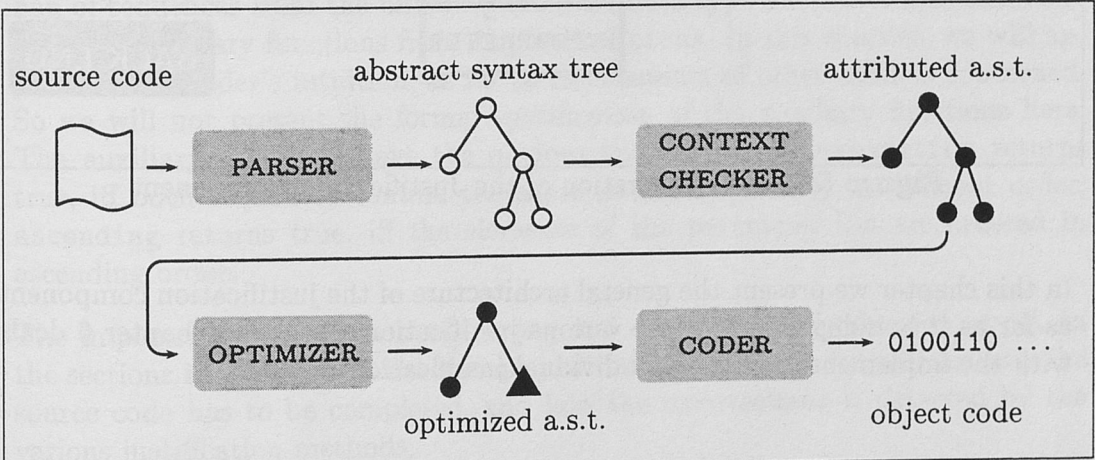 source code
abstract syntax tree
attributed a.s.t.
PARSER
CONTEXT
CHECKER
OPTIMIZER
CODER
0100110 ...
optimized a.s.t.
object code